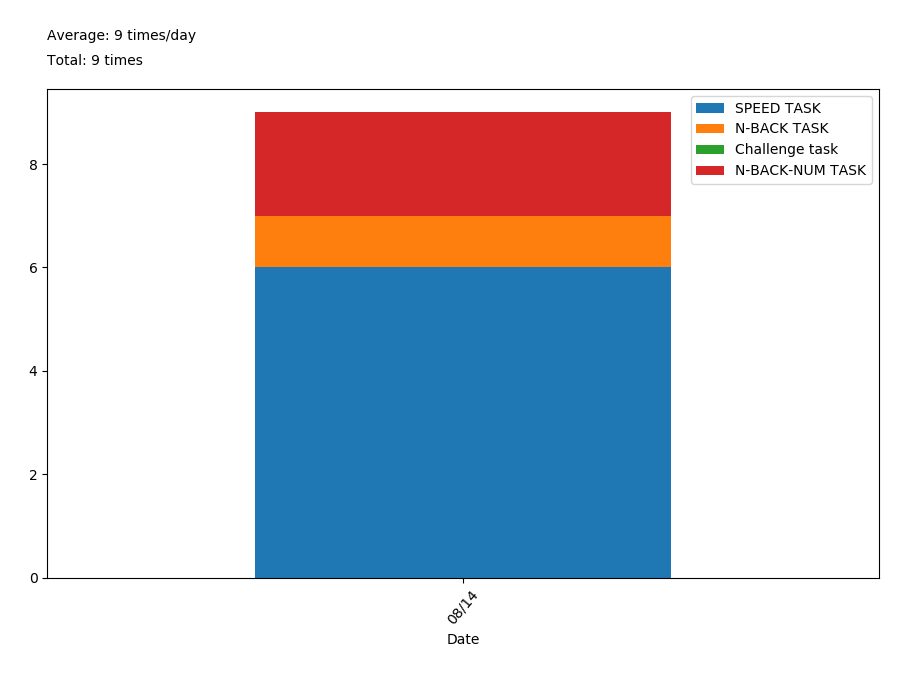 Average: 9 times/day
Total: 9 times
SPEED TASK
N-BACK TASK
Challenge task
N-BACK-NUM TASK
8
6
4
2
0
08/14
Date